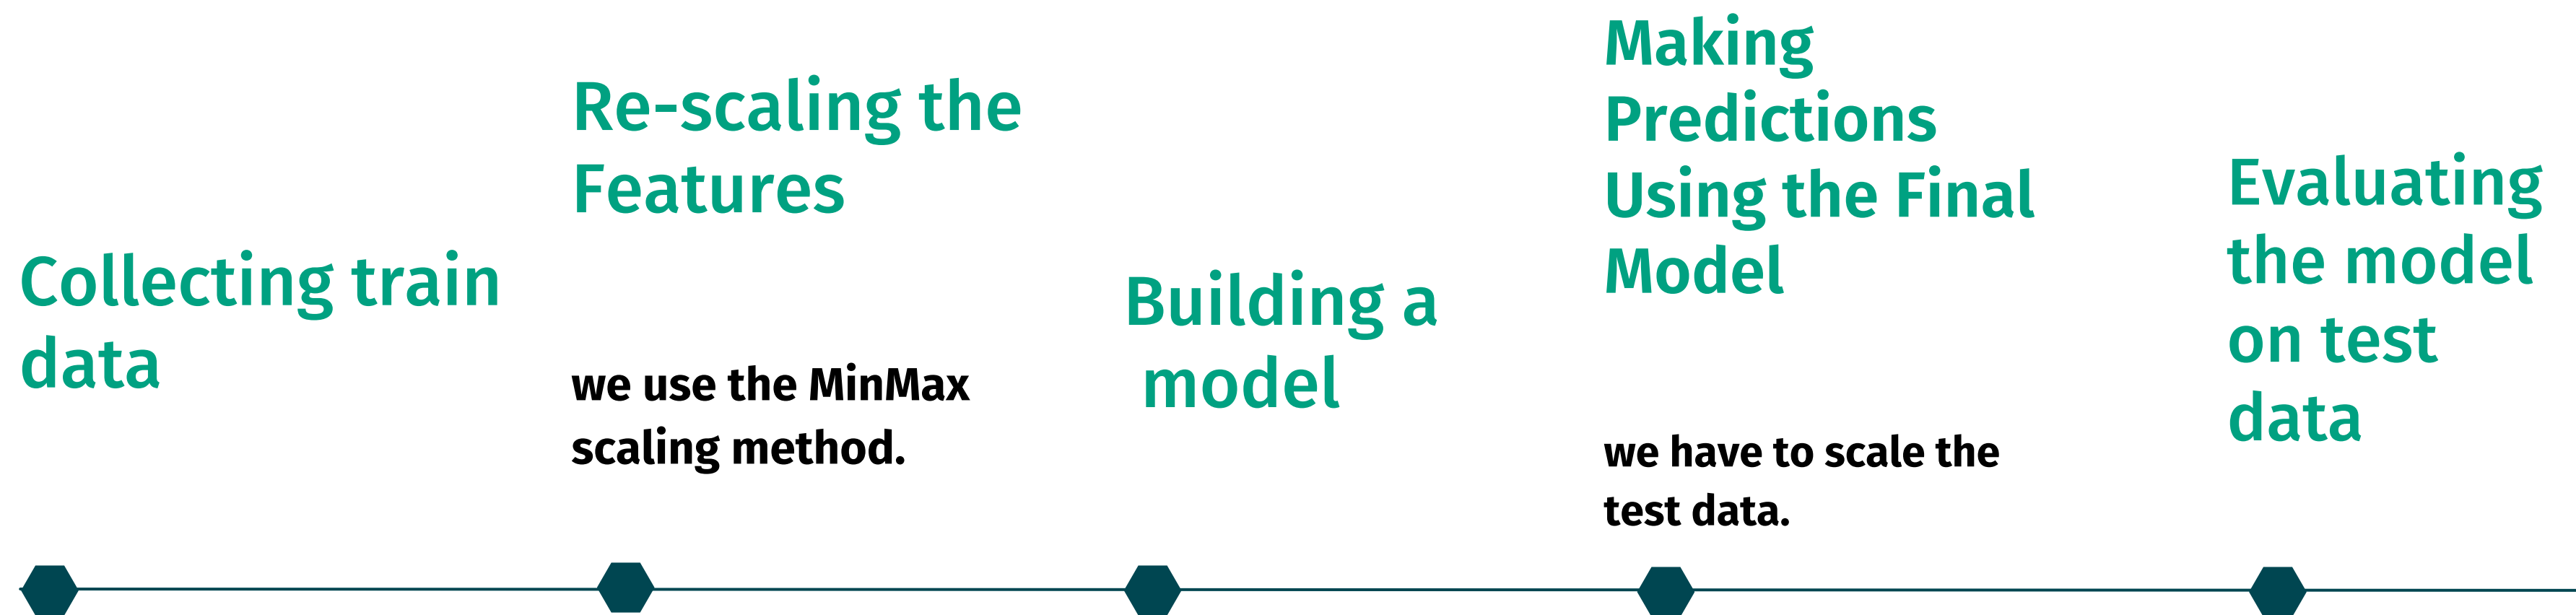 Collecting train
data
Re-scaling the
Features
we use the MinMax
scaling method.
Building a
model
Making
Predictions
Using the Final
Model
we have to scale the
test data.
Evaluating
the model
on test
data